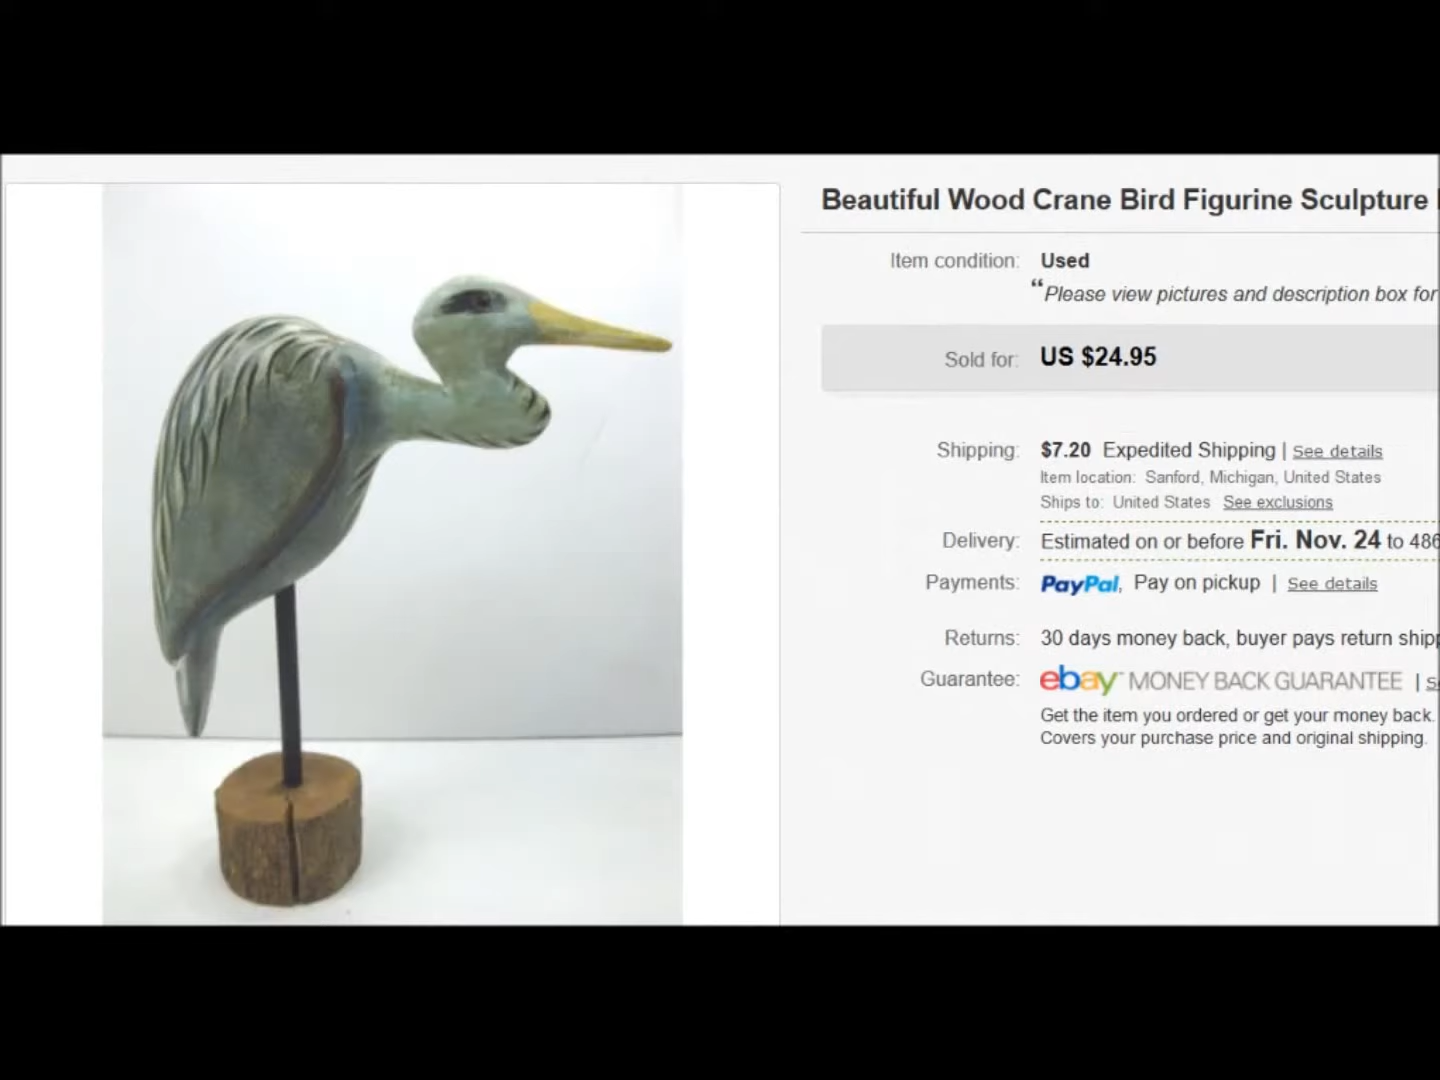 Beautiful Wood Crane Bird Figurine Sculpture
Item condition: Used
“Please view pictures and description box for
Sold for: US $24.95
Shipping: $7.20 Expedited Shipping | See details
Item location: Sanford, Michigan, United States
Ships to: United States See exclusions
Delivery: Estimated on or before Fri. Nov. 24 to 486
Payments: PayPal, Pay on pickup | See details
Returns: 30 days money back, buyer pays return shipp
Guarantee: ebay™ MONEY BACK GUARANTEE | S
Get the item you ordered or get your money back.
Covers your purchase price and original shipping.